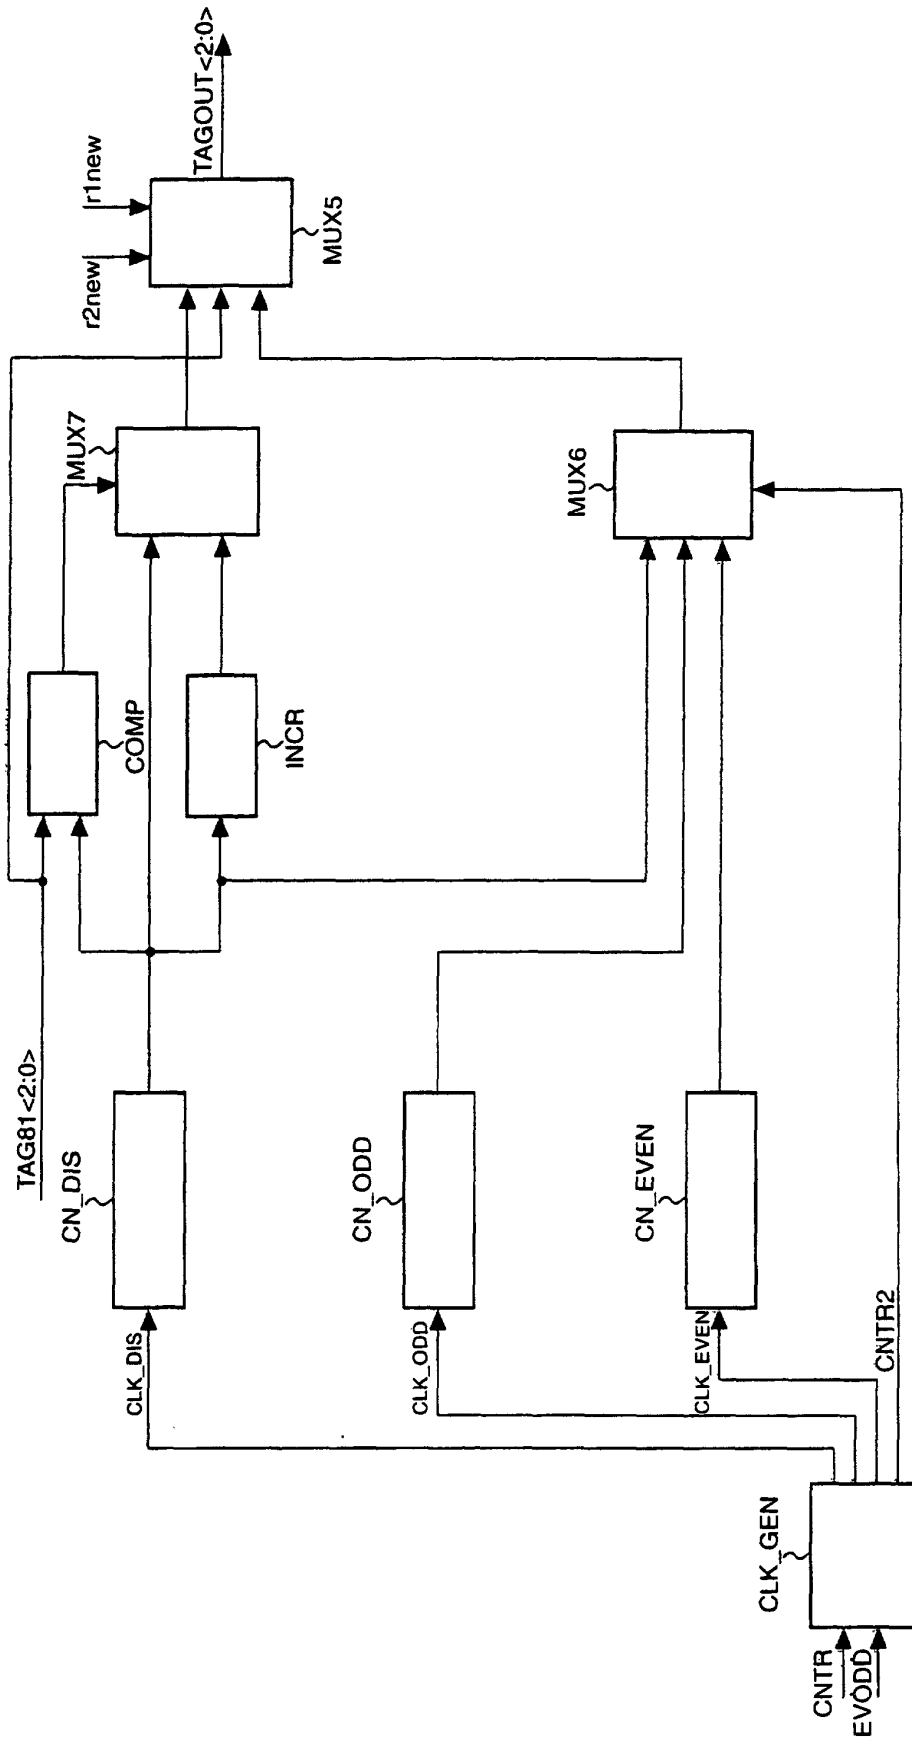 TAGOUT<2:0>
r1new
r2new
MUX5
MUX7
MUX6
COMP
INCR
TAG81<2:0>
CN_DIS
CN_ODD
CN_EVEN
CLK_DIS
CLK_ODD
CLK_EVEN
CNTR2
CLK_GEN
CNTR
EVODD